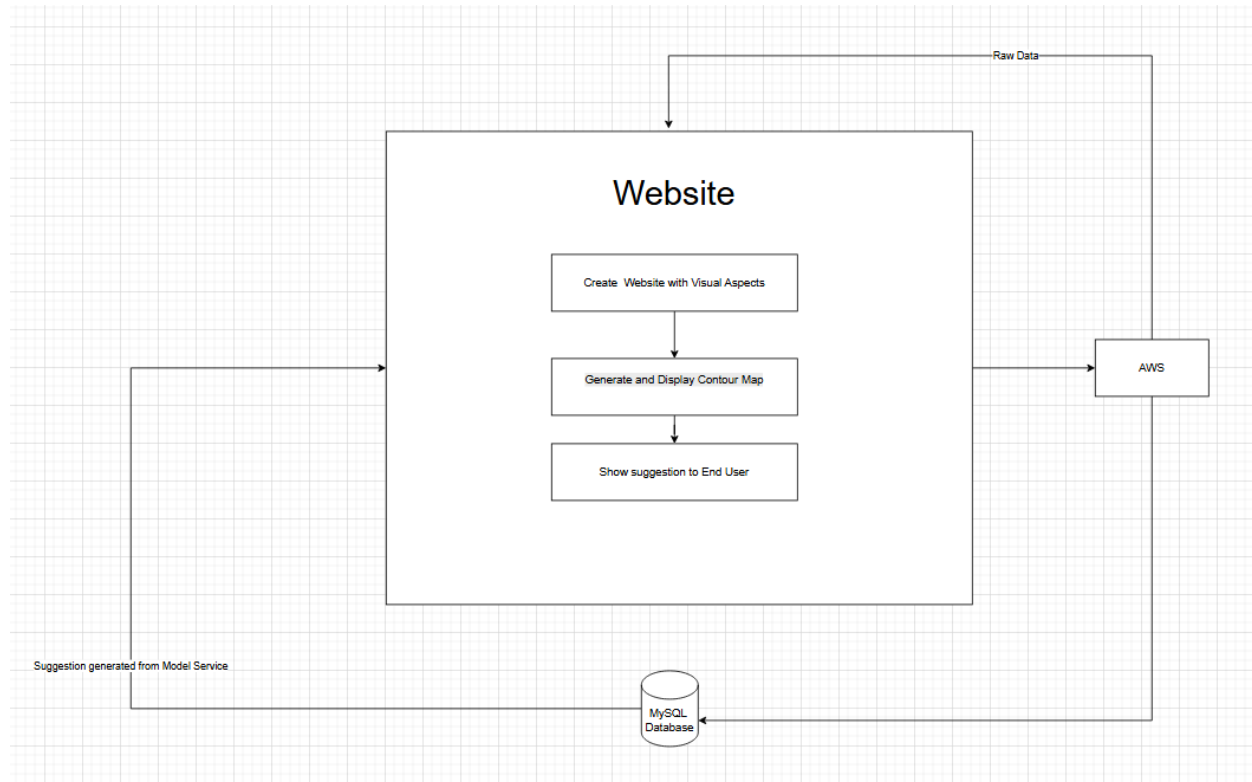 Raw Data
Website
Create  Website with Visual Aspects
Generate and Display Contour Map
AWS
Show suggestion to End User
Suggestion generated from Model Service
MySQL
Database